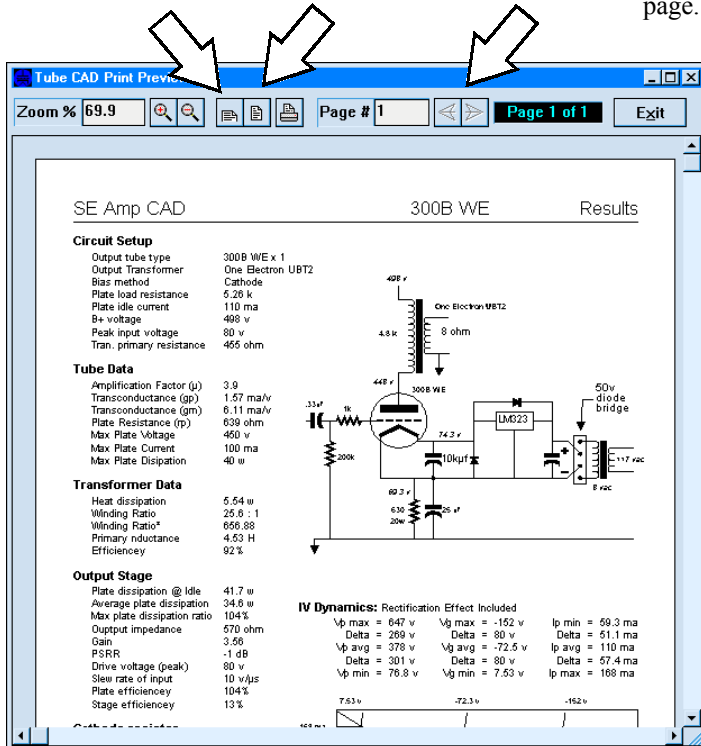 page.
Tube CAD Print Previe
Zoom % 69.9 Page # 1 Page 1 of 1 Exit
SE Amp CAD 300B WE Results
Circuit Setup
Output tube type 300B WE x 1
Output Transformer One Electron UBT2
Bias method Cathode
Plate load resistance 5.26 k
Plate idle current 110 ma
B+ voltage 498 v
Peak input voltage 80 v
Tran. primary resistance 455 ohm
Tube Data
Amplification Factor (µ) 3.9
Transconductance (gp) 1.57 ma/v
Transconductance (gm) 6.11 ma/v
Plate Resistance (rp) 639 ohm
Max Plate Voltage 450 v
Max Plate Current 100 ma
Max Plate Disipation 40 w
Transformer Data
Heat dissipation 5.54 w
Winding Ratio 25.6 : 1
Winding Ratio² 656.88
Primary nductance 4.53 H
Efficiencey 92%
Output Stage
Plate dissipation @ Idle 41.7 w
Average plate dissipation 34.6 w
Max plate dissipation ratio 104%
Ouptput impedance 570 ohm
Gain 3.56
PSRR -1 dB
Drive voltage (peak) 80 v
Slew rate of input 10 v/µs
Plate efficiencey 104%
Stage efficiency 13%
Cathode resistor
498 v
One Electron UBT2
4.8 k
8 ohm
448 v
300B WE
.33uf
1k
200k
74.3 v
10kµf
LM323
50v
diode
bridge
117 vac
8 vac
69.3 v
630
20w
25 uf
IV Dynamics: Rectification Effect Included
Vp max = 647 v Vg max = -152 v Ip min = 59.3 ma
Delta = 269 v Delta = 80 v Delta = 51.1 ma
Vp avg = 378 v Vg avg = -72.5 v Ip avg = 110 ma
Delta = 301 v Delta = 80 v Delta = 57.4 ma
Vp min = 76.8 v Vg min = 7.53 v Ip max = 168 ma
7.53 v -72.3 v -152 v
168 ma